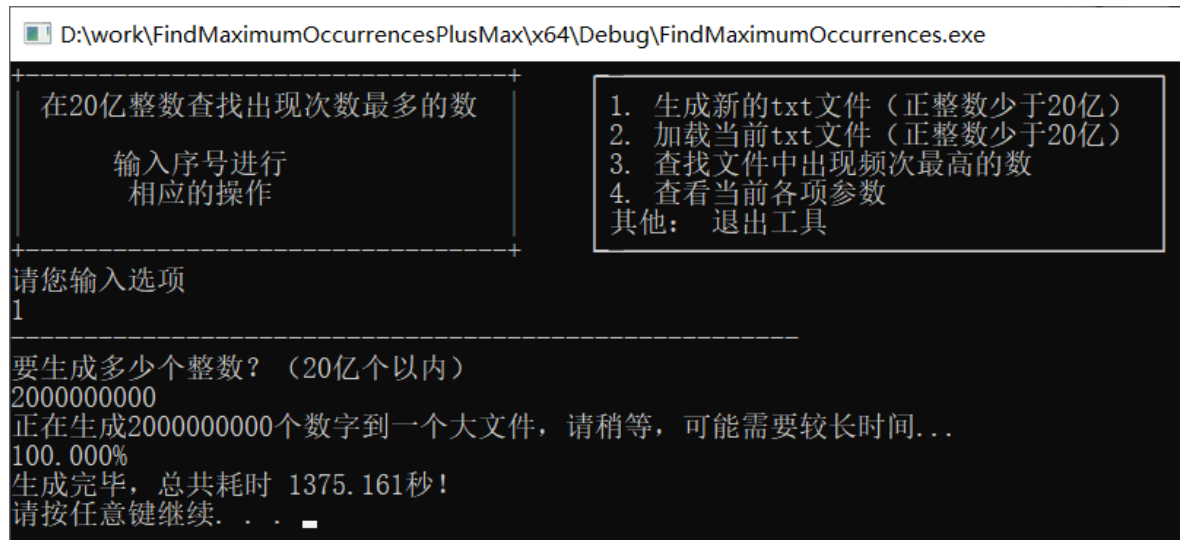 D:\work\FindMaximumOccurrencesPlusMax\x64\Debug\FindMaximumOccurrences.exe
+---------------------------------+
在20亿整数查找出现次数最多的数
输入序号进行
相应的操作
+---------------------------------+
1. 生成新的txt文件（正整数少于20亿）
2. 加载当前txt文件（正整数少于20亿）
3. 查找文件中出现频次最高的数
4. 查看当前各项参数
其他： 退出工具
请您输入选项
1
------------------------------------------------------
要生成多少个整数？（20亿个以内）
2000000000
正在生成2000000000个数字到一个大文件，请稍等，可能需要较长时间...
100.000%
生成完毕，总共耗时 1375.161秒！
请按任意键继续. . .